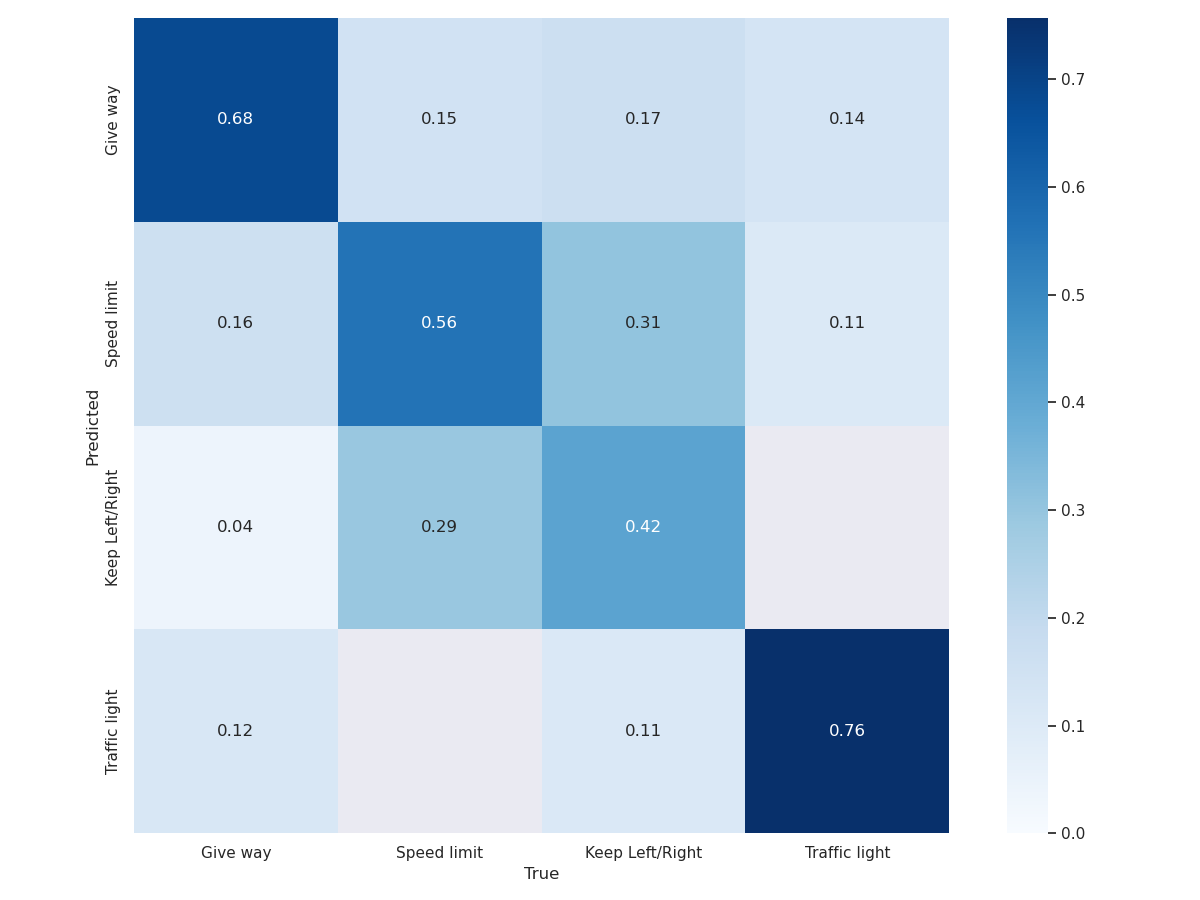 Predicted
Give way
0.68 0.15 0.17 0.14
Speed limit
0.16 0.56 0.31 0.11
Keep Left/Right
0.04 0.29 0.42
Traffic light
0.12 0.11 0.76
Give way Speed limit Keep Left/Right Traffic light
True
0.7
0.6
0.5
0.4
0.3
0.2
0.1
0.0